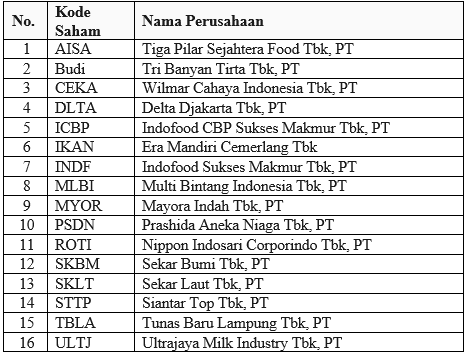 No. Kode Saham Nama Perusahaan
1 AISA Tiga Pilar Sejahtera Food Tbk, PT
2 Budi Tri Banyan Tirta Tbk, PT
3 CEKA Wilmar Cahaya Indonesia Tbk, PT
4 DLTA Delta Djakarta Tbk, PT
5 ICBP Indofood CBP Sukses Makmur Tbk, PT
6 IKAN Era Mandiri Cemerlang Tbk
7 INDF Indofood Sukses Makmur Tbk, PT
8 MLBI Multi Bintang Indonesia Tbk, PT
9 MYOR Mayora Indah Tbk, PT
10 PSDN Prashida Aneka Niaga Tbk, PT
11 ROTI Nippon Indosari Corporindo Tbk, PT
12 SKBM Sekar Bumi Tbk, PT
13 SKLT Sekar Laut Tbk, PT
14 STTP Siantar Top Tbk, PT
15 TBLA Tunas Baru Lampung Tbk, PT
16 ULTJ Ultrajaya Milk Industry Tbk, PT